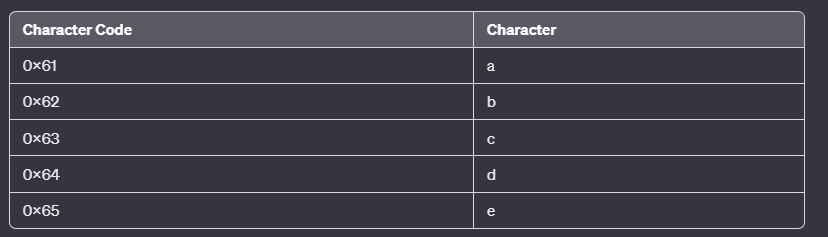 Character Code Character
0×61 a
0×62 b
0×63 c
0×64 d
0×65 e